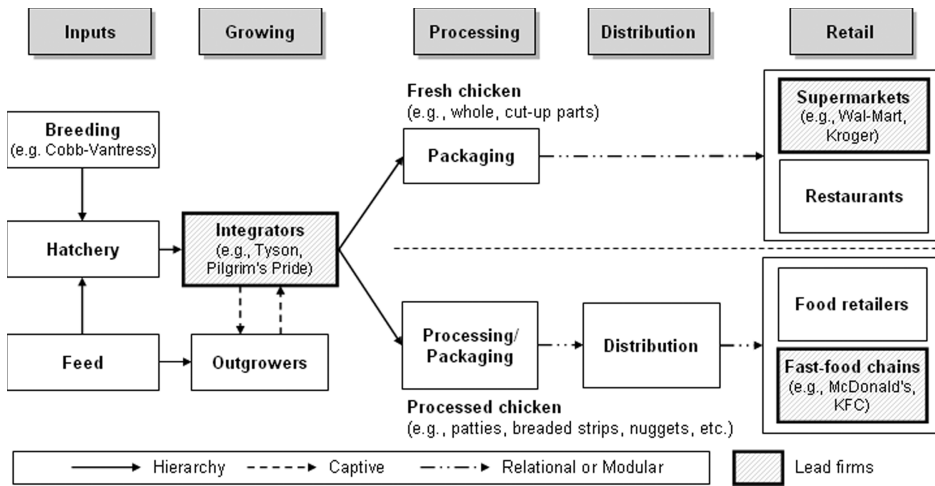 Inputs
Growing
Processing
Distribution
Retail
Breeding
(e.g. Cobb-Vantress)
Hatchery
Feed
Integrators
(e.g., Tyson,
Pilgrim's Pride)
Outgrowers
Fresh chicken
(e.g., whole, cut-up parts)
Packaging
Processing/
Packaging
Processed chicken
(e.g., patties, breaded strips, nuggets, etc.)
Distribution
Supermarkets
(e.g., Wal-Mart,
Kroger)
Restaurants
Food retailers
Fast-food chains
(e.g., McDonald's,
KFC)
Hierarchy
Captive
Relational or Modular
Lead firms